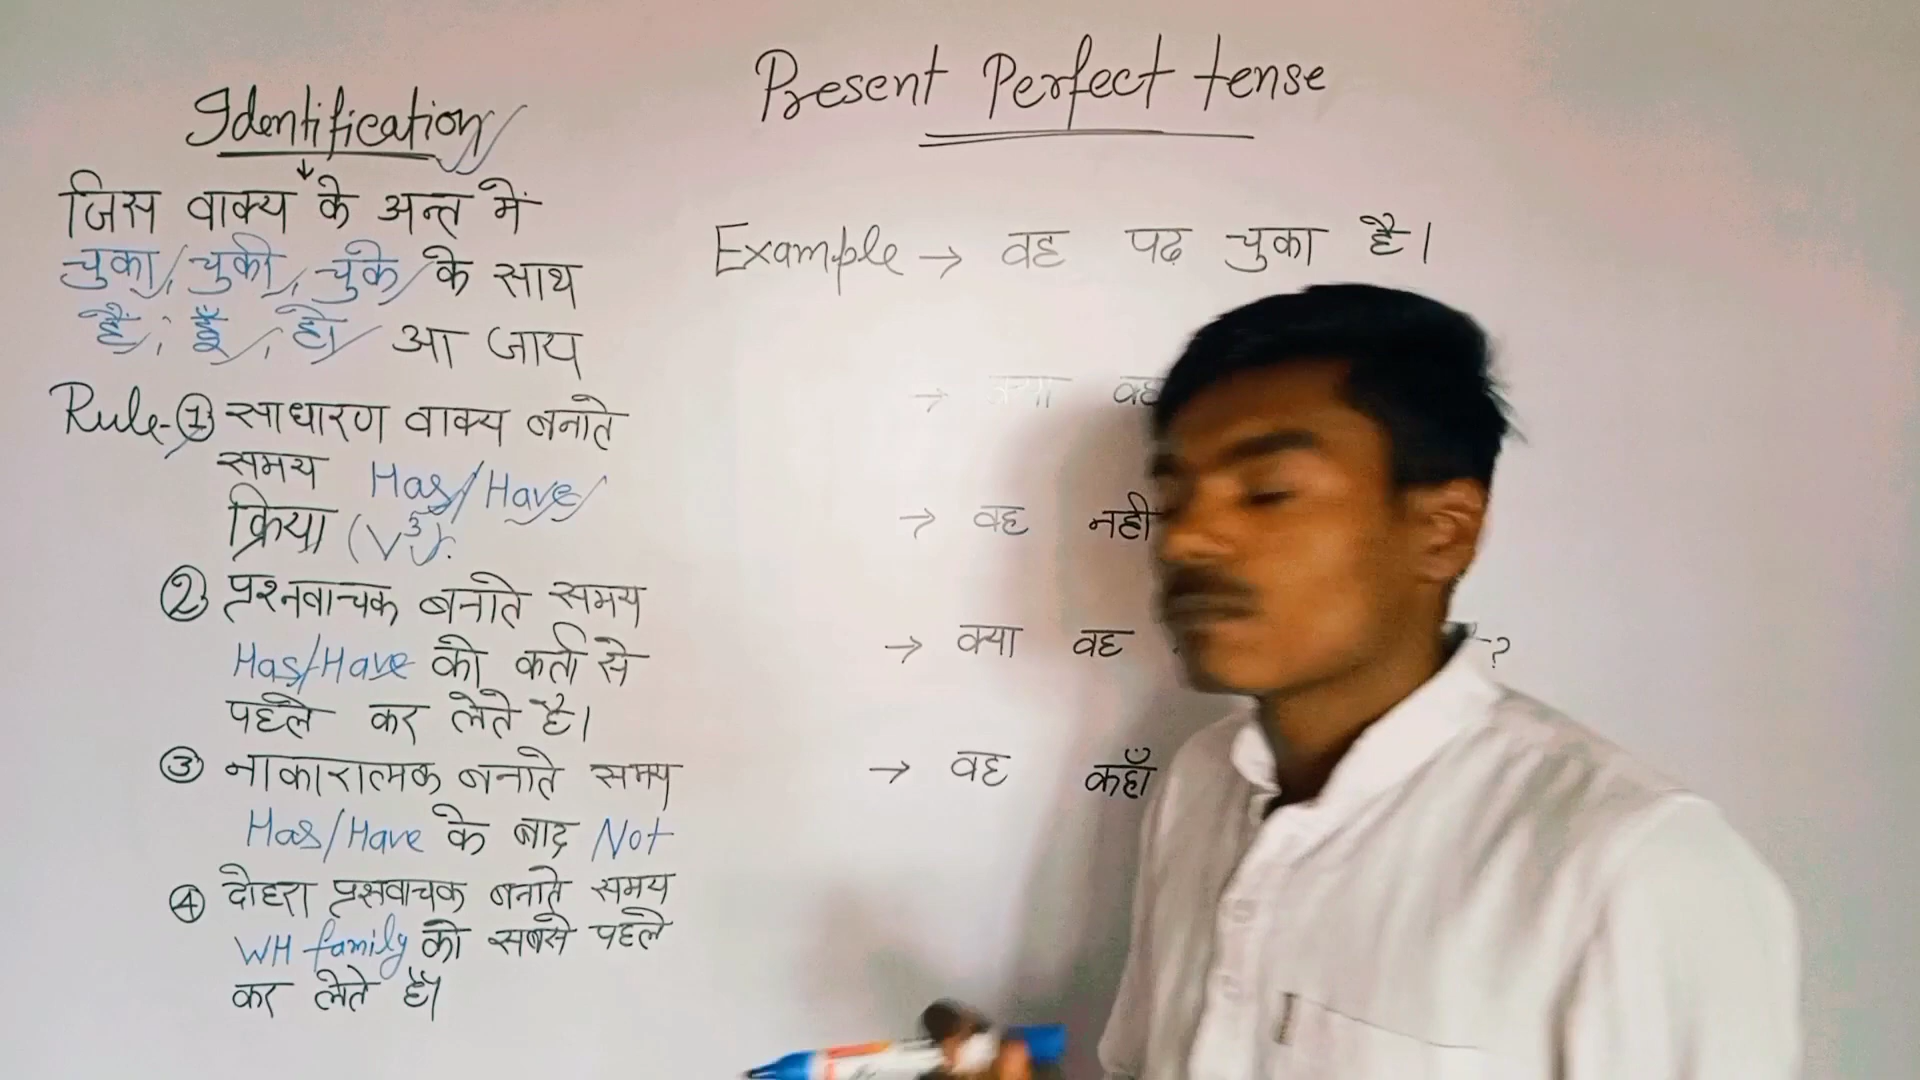 Present Perfect tense
Identification
↓
जिस वाक्य के अन्त में
चुका, चुकी, चुके के साथ
है, हूँ, हो आ जाय
Rule-① साधारण वाक्य बनाते
समय Has/Have
क्रिया (V3).
② प्रश्नवाचक बनाते समय
Has/Have को कर्ता से
पहले कर लेते है।
③ नाकारात्मक बनाते समय
Has/Have के बाद Not
④ दोहरा प्रश्नवाचक बनाते समय
WH family को सबसे पहले
कर लेते हैं।
Example → वह पढ़ चुका है।
→ क्या वह
→ वह नही
→ क्या वह ?
→ वह कहाँ